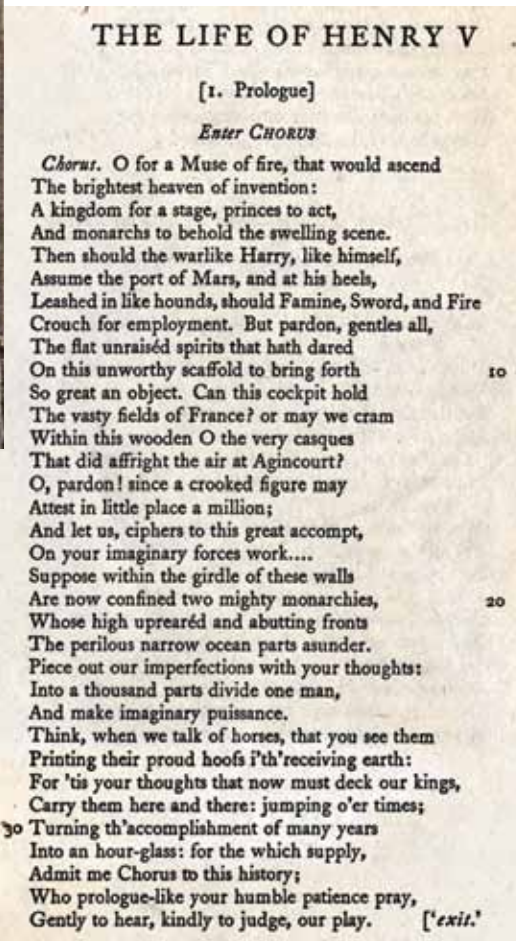 THE LIFE OF HENRY V
[1. Prologue]
Enter CHORUS
Chorus. O for a Muse of fire, that would ascend
The brightest heaven of invention:
A kingdom for a stage, princes to act,
And monarchs to behold the swelling scene.
Then should the warlike Harry, like himself,
Assume the port of Mars, and at his heels,
Leashed in like hounds, should Famine, Sword, and Fire
Crouch for employment. But pardon, gentles all,
The flat unraiséd spirits that hath dared
On this unworthy scaffold to bring forth 10
So great an object. Can this cockpit hold
The vasty fields of France? or may we cram
Within this wooden O the very casques
That did affright the air at Agincourt?
O, pardon! since a crooked figure may
Attest in little place a million;
And let us, ciphers to this great accompt,
On your imaginary forces work....
Suppose within the girdle of these walls
Are now confined two mighty monarchies, 20
Whose high upreared and abutting fronts
The perilous narrow ocean parts asunder.
Piece out our imperfections with your thoughts:
Into a thousand parts divide one man,
And make imaginary puissance.
Think, when we talk of horses, that you see them
Printing their proud hoofs i'th'receiving earth:
For 'tis your thoughts that now must deck our kings,
Carry them here and there: jumping o'er times;
30 Turning th'accomplishment of many years
Into an hour-glass: for the which supply,
Admit me Chorus to this history;
Who prologue-like your humble patience pray,
Gently to hear, kindly to judge, our play. ['exit.'